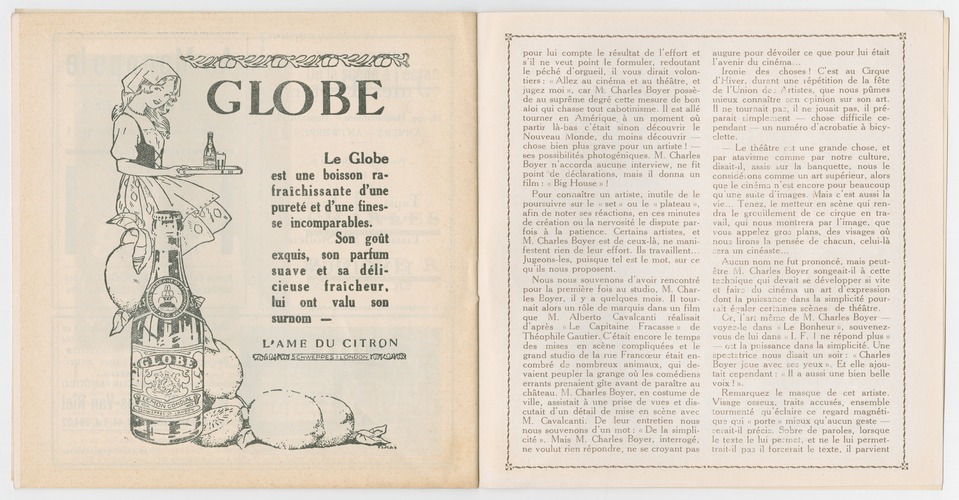 GLOBE
Le Globe
est une boisson ra-
fraîchissante d'une
pureté et d'une fines-
se incomparables.
Son goût
exquis, son parfum
suave et sa déli-
cieuse fraîcheur,
lui ont valu son
surnom —
L'AME DU CITRON
SCHWEPPES LONDON
GLOBE
pour lui compte le résultat de l'effort et
s'il ne veut point le formuler, redoutant
le péché d'orgueil, il vous dirait volon-
tiers : « Allez au cinéma et au théâtre, et
jugez moi », car M. Charles Boyer possè-
de au suprême degré cette mesure de bon
aloi qui chasse tout cabotinisme. Il est allé
tourner en Amérique à un moment où
partir là-bas c'était sinon découvrir le
Nouveau Monde, du moins découvrir —
chose bien plus grave pour un artiste ! —
ses possibilités photogéniques. M. Charles
Boyer n'accorda aucune interview, ne fit
point de déclarations, mais il donna un
film : « Big House » !
Pour connaître un artiste, inutile de le
poursuivre sur le « set » ou le « plateau »,
afin de noter ses réactions, en ces minutes
de création ou la nervosité le dispute par-
fois à la patience. Certains artistes, et
M. Charles Boyer est de ceux-là, ne mani-
festent rien de leur effort. Ils travaillent.
Jugeons-les, puisque tel est le mot, sur ce
qu'ils nous proposent.
Nous nous souvenons d'avoir rencontré
pour la première fois au studio, M. Char-
les Boyer, il y a quelques mois. Il tour-
nait alors un rôle de marquis dans un film
que M. Alberto Cavalcanti réalisait
d'après « Le Capitaine Fracasse » de
Théophile Gautier. C'était encore le temps
des mises en scène compliquées et le
grand studio de la rue Francœur était en-
combré de nombreux animaux, qui de-
vaient peupler la grange où les comédiens
errants prenaient gîte avant de paraître au
château. M. Charles Boyer, en costume de
ville, assistait à une prise de vues et dis-
cutait d'un détail de mise en scène avec
M. Cavalcanti. De leur entretien nous
nous souvenons d'un mot : « De la simpli-
cité ». Mais M. Charles Boyer, interrogé,
ne voulut rien répondre, ne se croyant pas
augure pour dévoiler ce que pour lui était
l'avenir du cinéma...
Ironie des choses ! C'est au Cirque
d'Hiver, durant une répétition de la fête
de l'Union des Artistes, que nous pûmes
mieux connaître son opinion sur son art.
Il ne tournait pas, il ne jouait pas, il pré-
parait simplement — chose difficile ce-
pendant — un numéro d'acrobatie à bicy-
clette.
— Le théâtre est une grande chose, et
par atavisme comme par notre culture,
disait-il, assis sur la banquette, nous le
considérons comme un art supérieur, alors
que le cinéma n'est encore pour beaucoup
qu'une suite d'images. Mais c'est aussi la
vie... Tenez, le metteur en scène qui ren-
dra le grouillement de ce cirque en tra-
vail, qui nous montrera par l'image, que
vous appelez gros plans, des visages où
nous lirons la pensée de chacun, celui-là
sera un cinéaste...
Aucun nom ne fut prononcé, mais peut-
être M. Charles Boyer songeait-il à cette
technique qui devait se développer si vite
et faire du cinéma un art d'expression
dont la puissance dans la simplicité pour-
rait égaler certaines scènes de théâtre.
Or, l'art même de M. Charles Boyer —
voyez-le dans « Le Bonheur », souvenez-
vous de lui dans « I. F. 1 ne répond plus »
— est la puissance dans la simplicité. Une
spectatrice nous disait un soir : « Charles
Boyer joue avec ses yeux ». Et elle ajou-
tait cependant : « Il a aussi une bien belle
voix ! ».
Remarquez le masque de cet artiste.
Visage osseux, traits accusés, ensemble
tourmenté qu'éclaire ce regard magnéti-
que qui « porte » mieux qu'aucun geste —
serait-il précis. Sobre de paroles, lorsque
le texte le lui permet, et ne le lui permet-
trait-il pas il forcerait le texte, il parvient